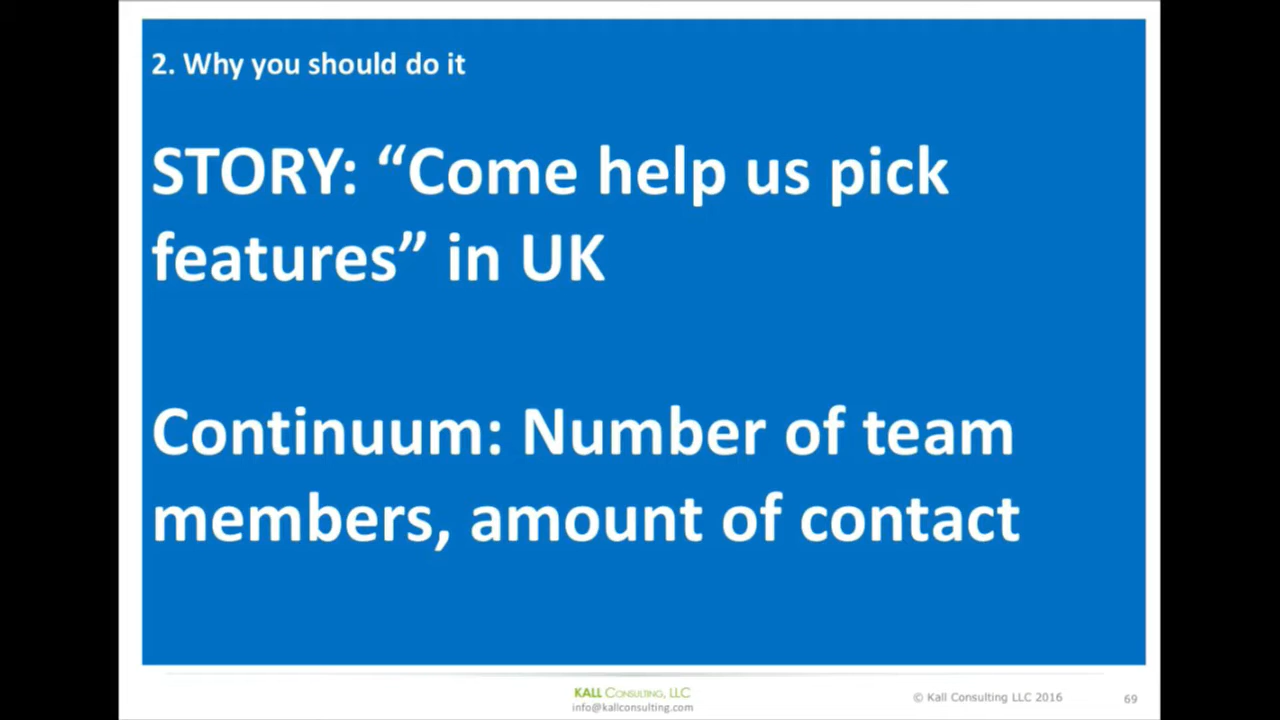 2. Why you should do it
STORY: “Come help us pick
features” in UK
Continuum: Number of team
members, amount of contact
KALL CONSULTING, LLC
info@kallconsulting.com
© Kall Consulting LLC 2016
69